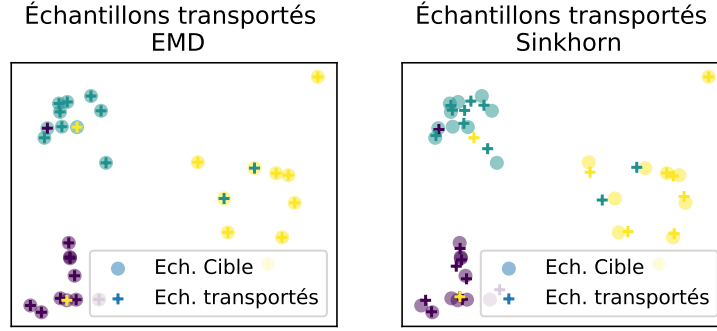 Échantillons transportés
EMD
Ech. Cible
Ech. transportés
Échantillons transportés
Sinkhorn
Ech. Cible
Ech. transportés